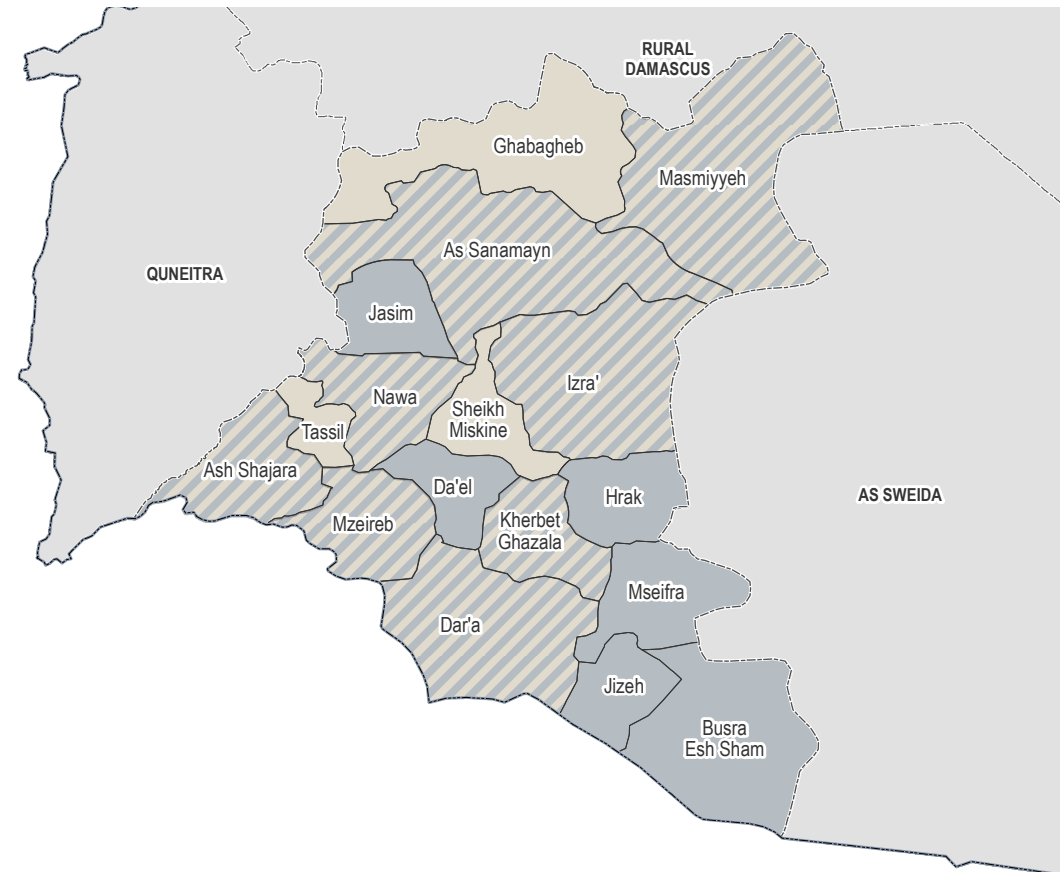 RURAL
DAMASCUS
Ghabagheb
Masmiyyeh
As Sanamayn
QUNEITRA
Jasim
Izra'
Nawa
Sheikh
Miskine
Tassil
Ash Shajara
Da'el
Hrak
AS SWEIDA
Mzeireb
Kherbet
Ghazala
Mseifra
Dar'a
Jizeh
Busra
Esh Sham